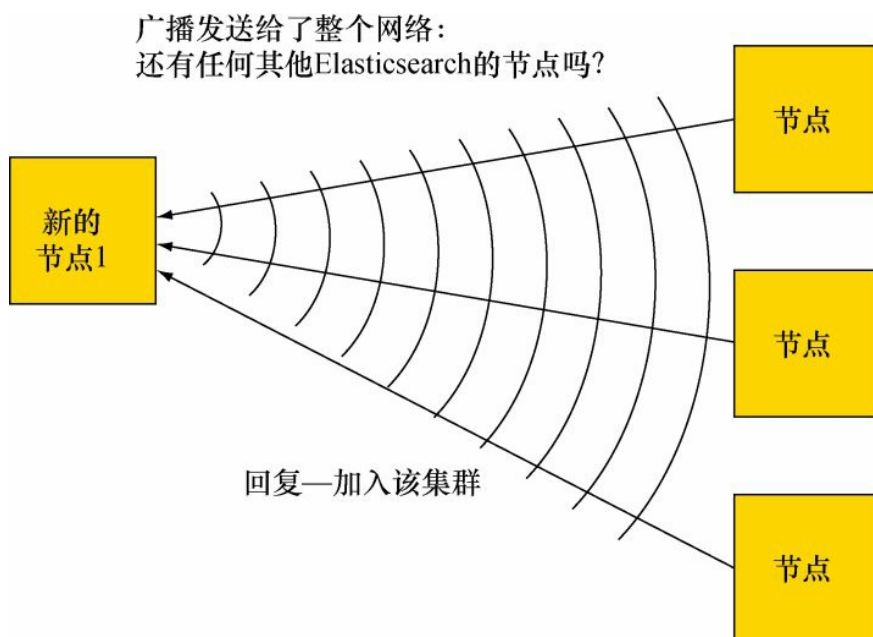 广播发送给了整个网络：
还有任何其他Elasticsearch的节点吗？
节点
新的
节点1
节点
回复—加入该集群
节点